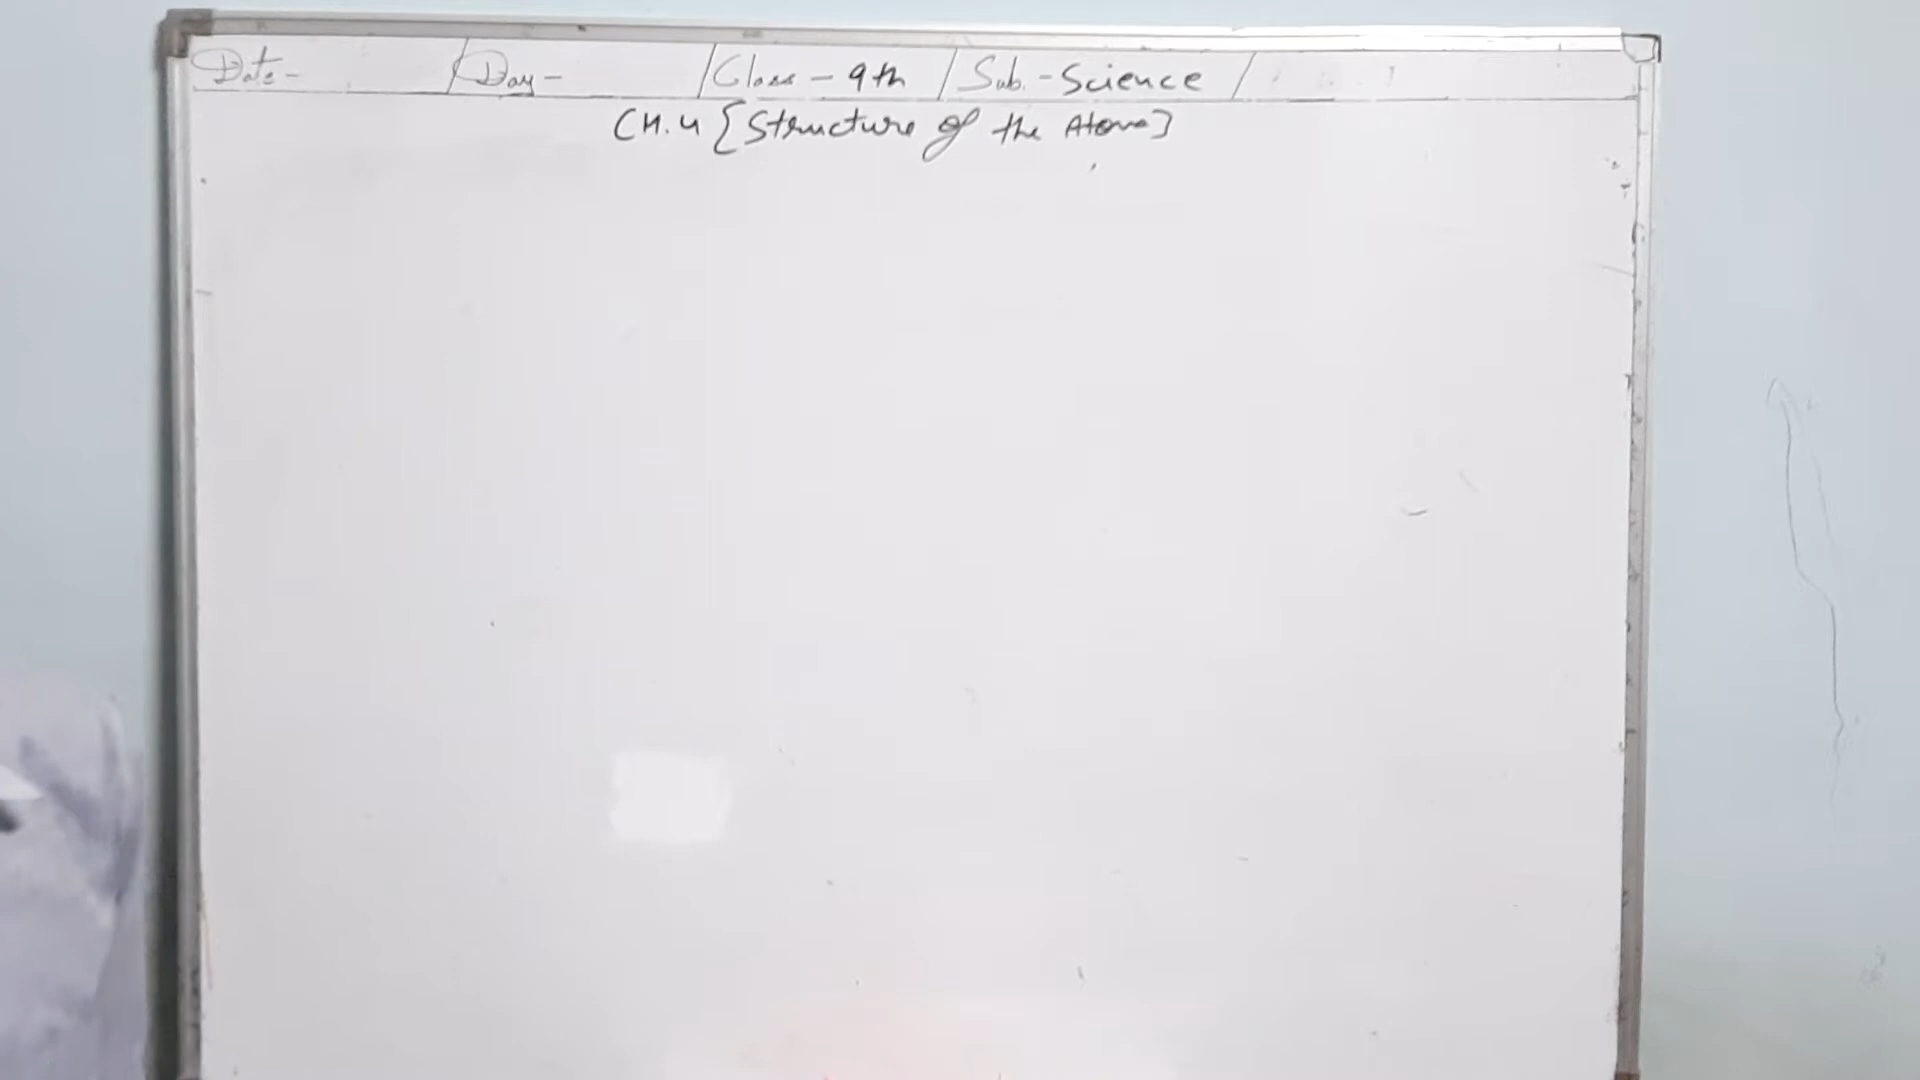 Date- / Day- / Class - 9th / Sub. - Science /
CH.4 [Structure of the Atom]